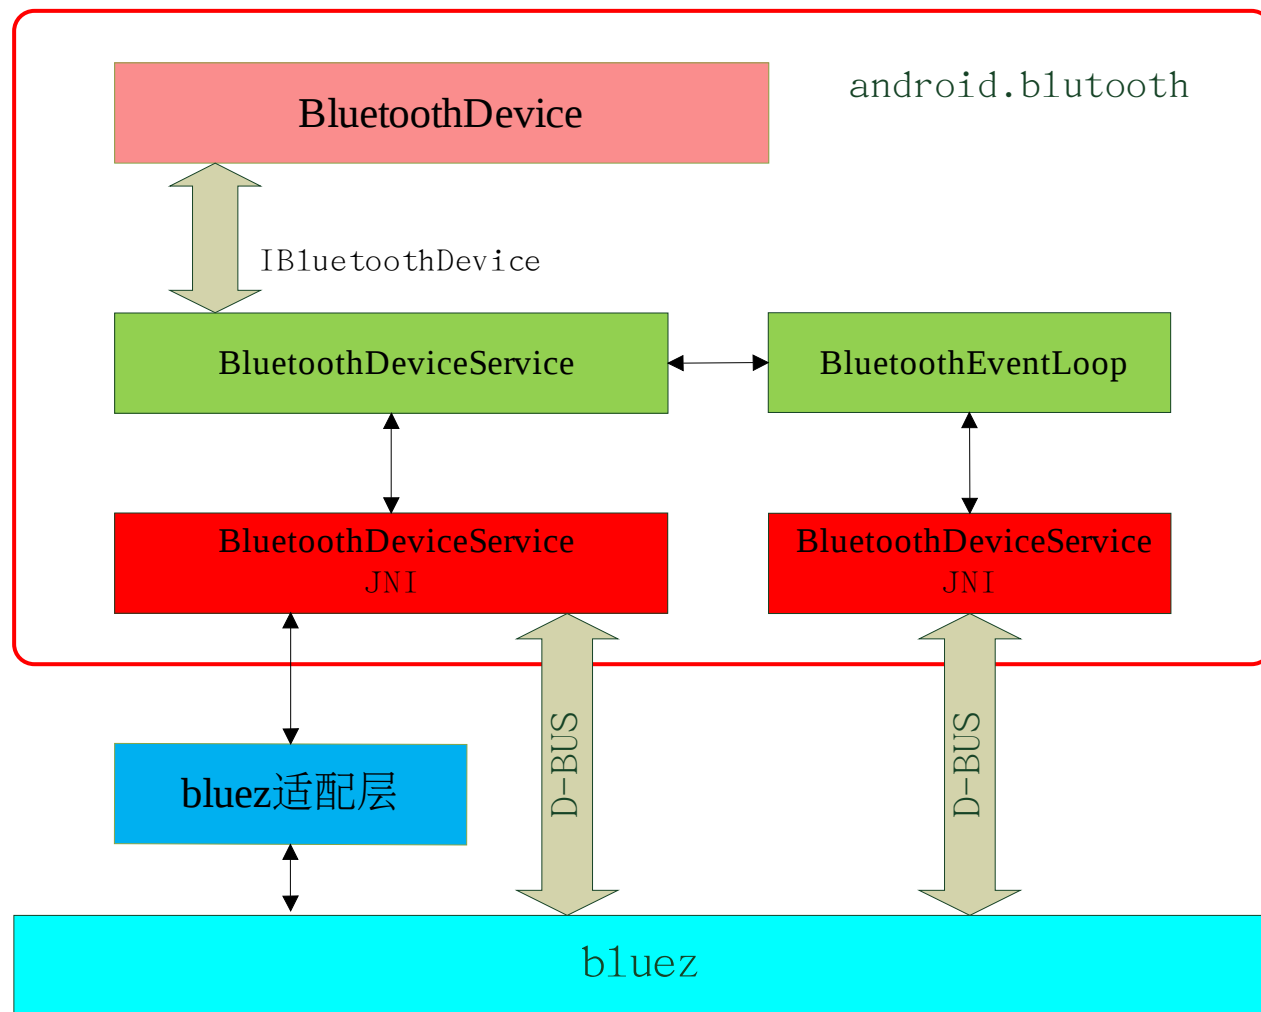 android.blutooth
BluetoothDevice
IBluetoothDevice
BluetoothDeviceService
BluetoothEventLoop
BluetoothDeviceService
JNI
BluetoothDeviceService
JNI
D-BUS
D-BUS
bluez适配层
bluez